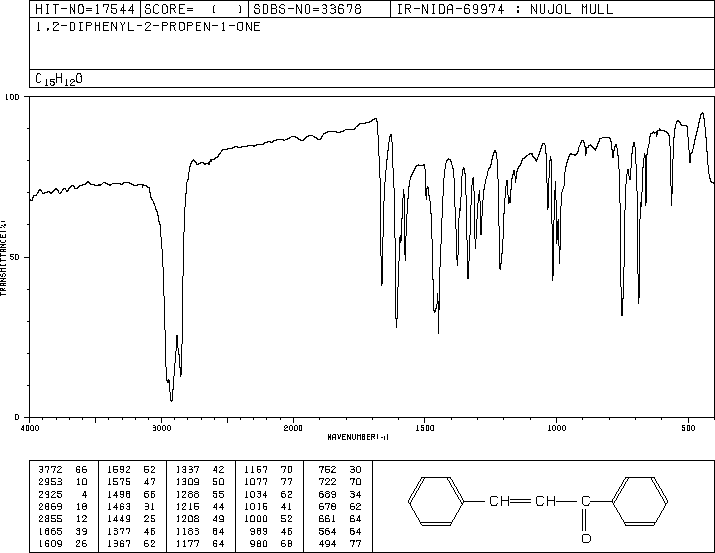 HIT-NO=17544 SCORE= ( ) SDBS-NO=33678 IR-NIDA-69974 : NUJOL MULL
1,2-DIPHENYL-2-PROPEN-1-ONE
C15H12O
100
50
0
TRANSMITTANCE(%)
4000 3000 2000 1500 1000 500
WAVENUMBER(-1)
3772 66 1592 52 1337 42 1157 70 762 30
2953 10 1575 47 1309 50 1077 77 722 70
2925 4 1498 66 1288 55 1034 62 689 34
2869 18 1463 31 1215 44 1016 41 678 62
2855 12 1449 25 1208 49 1000 52 661 64
1665 39 1377 46 1183 84 989 46 564 64
1609 26 1367 62 1177 64 980 68 494 77
CH CH C
O